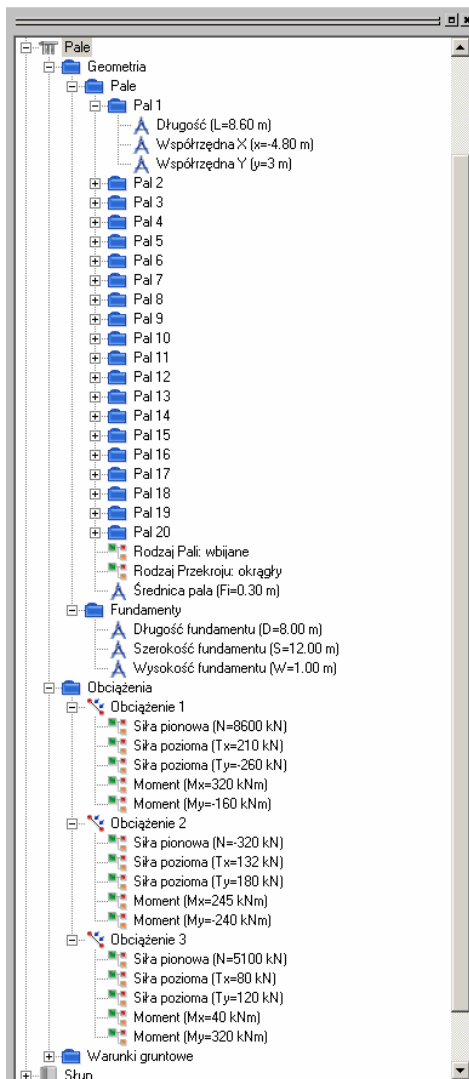 Pale
Geometria
Pale
Pal 1
Długość (L=8.60 m)
Współrzędna X (x=-4.80 m)
Współrzędna Y (y=3 m)
Pal 2
Pal 3
Pal 4
Pal 5
Pal 6
Pal 7
Pal 8
Pal 9
Pal 10
Pal 11
Pal 12
Pal 13
Pal 14
Pal 15
Pal 16
Pal 17
Pal 18
Pal 19
Pal 20
Rodzaj Pali: wbijane
Rodzaj Przekroju: okrągły
Średnica pala (Fi=0.30 m)
Fundamenty
Długość fundamentu (D=8.00 m)
Szerokość fundamentu (S=12.00 m)
Wysokość fundamentu (W=1.00 m)
Obciążenia
Obciążenie 1
Siła pionowa (N=8600 kN)
Siła pozioma (Tx=210 kN)
Siła pozioma (Ty=-260 kN)
Moment (Mx=320 kNm)
Moment (My=-160 kNm)
Obciążenie 2
Siła pionowa (N=-320 kN)
Siła pozioma (Tx=132 kN)
Siła pozioma (Ty=180 kN)
Moment (Mx=245 kNm)
Moment (My=-240 kNm)
Obciążenie 3
Siła pionowa (N=5100 kN)
Siła pozioma (Tx=80 kN)
Siła pozioma (Ty=120 kN)
Moment (Mx=40 kNm)
Moment (My=320 kNm)
Warunki gruntowe
Słup